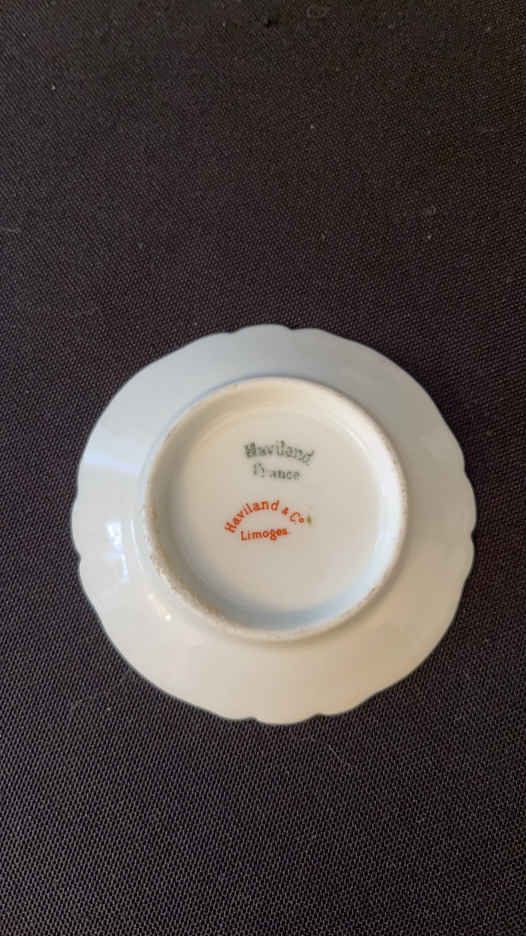 Haviland
France
Haviland & Co
Limoges